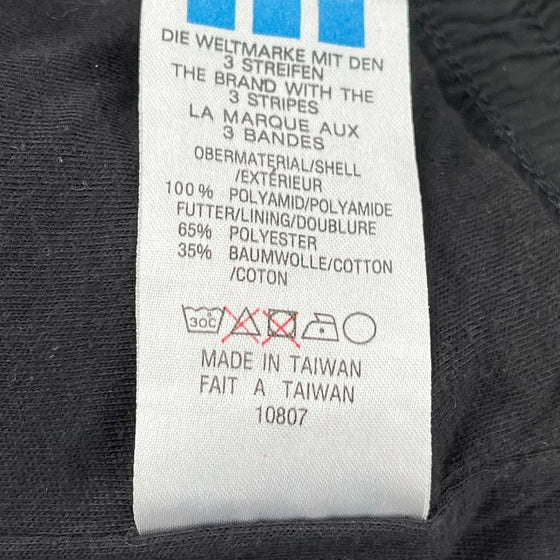 DIE WELTMARKE MIT DEN
3 STREIFEN
THE BRAND WITH THE
3 STRIPES
LA MARQUE AUX
3 BANDES
OBERMATERIAL/SHELL
/EXTÉRIEUR
100% POLYAMID/POLYAMIDE
FUTTER/LINING/DOUBLURE
65% POLYESTER
35% BAUMWOLLE/COTTON
/COTON
30C
MADE IN TAIWAN
FAIT A TAIWAN
10807